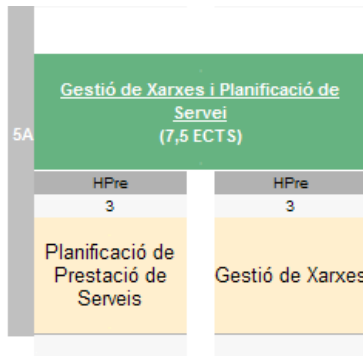 Gestió de Xarxes i Planificació de
Servei
(7,5 ECTS)
5A
HPre HPre
3 3
Planificació de
Prestació de
Serveis
Gestió de Xarxes